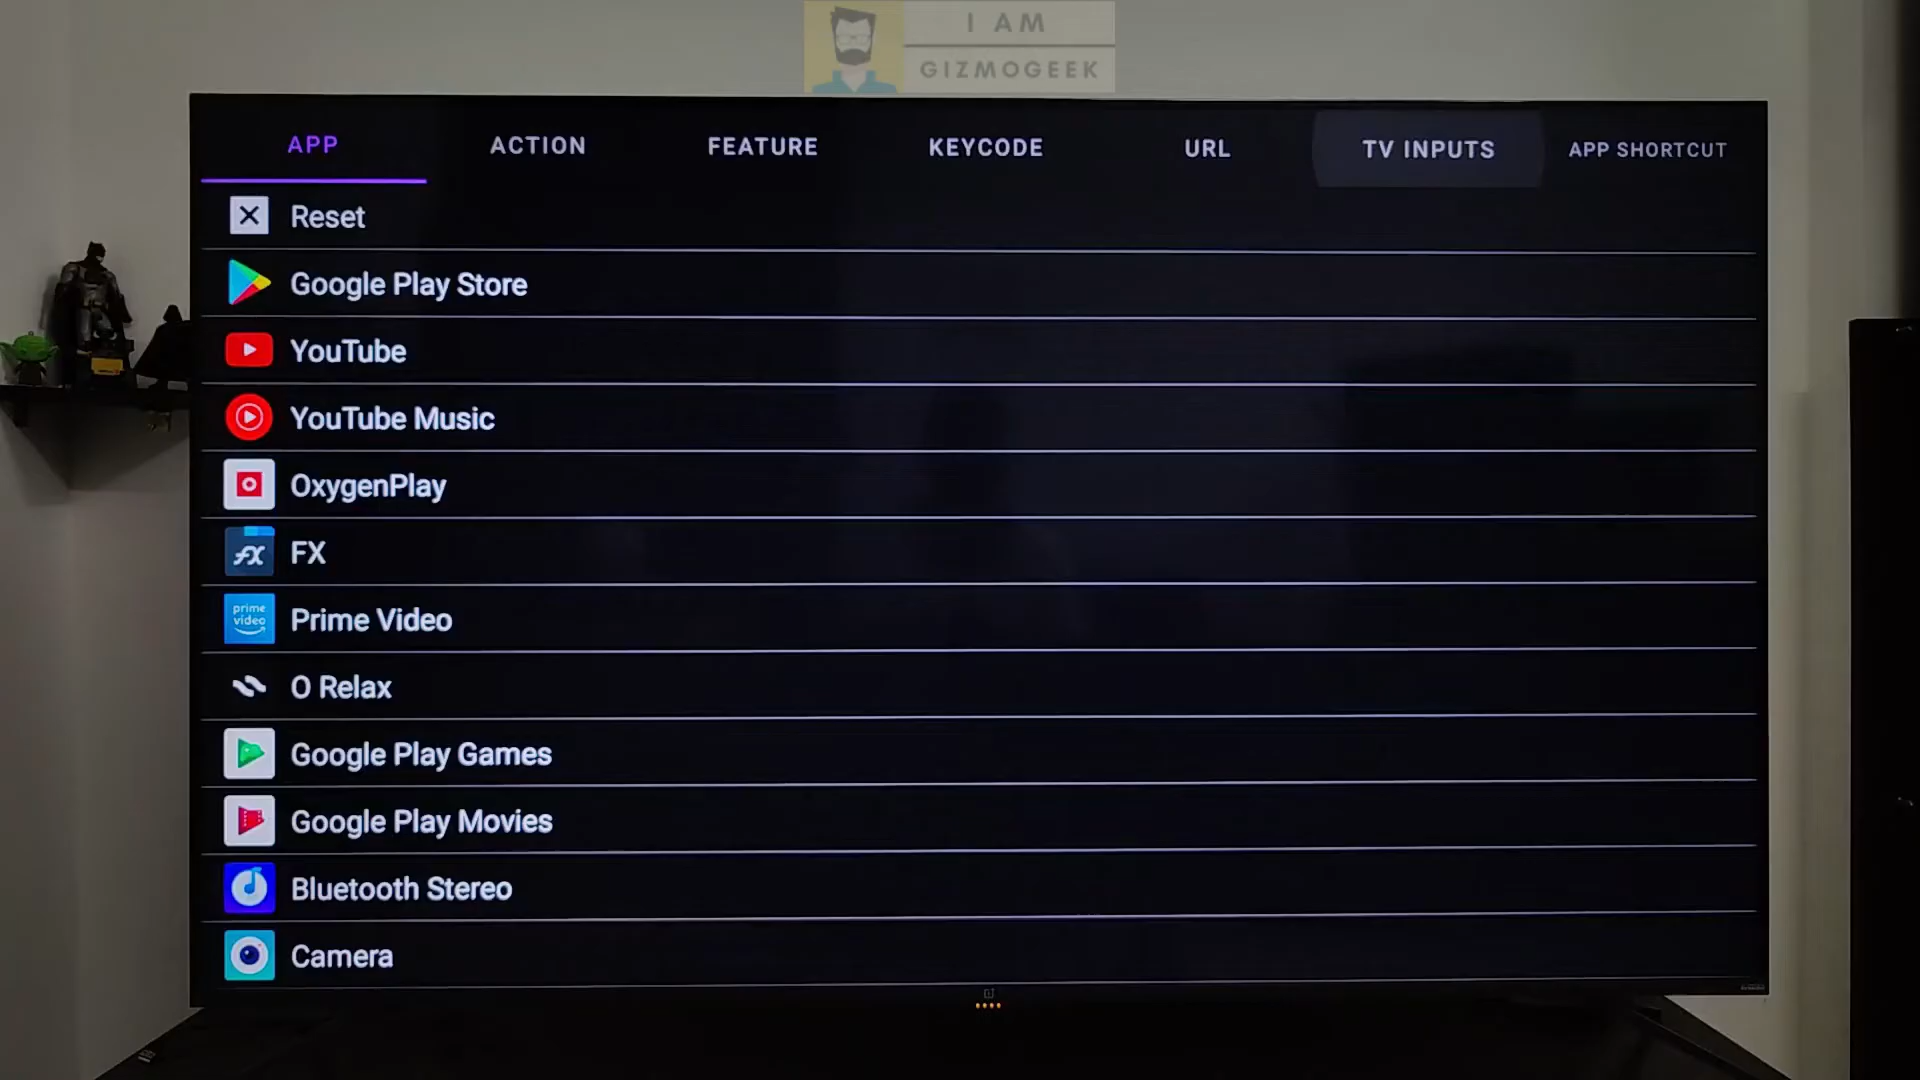 I AM
GIZMOGEEK
APP ACTION FEATURE KEYCODE URL TV INPUTS APP SHORTCUT
Reset
Google Play Store
YouTube
YouTube Music
OxygenPlay
FX
FX
prime
video
Prime Video
O Relax
Google Play Games
Google Play Movies
Bluetooth Stereo
Camera